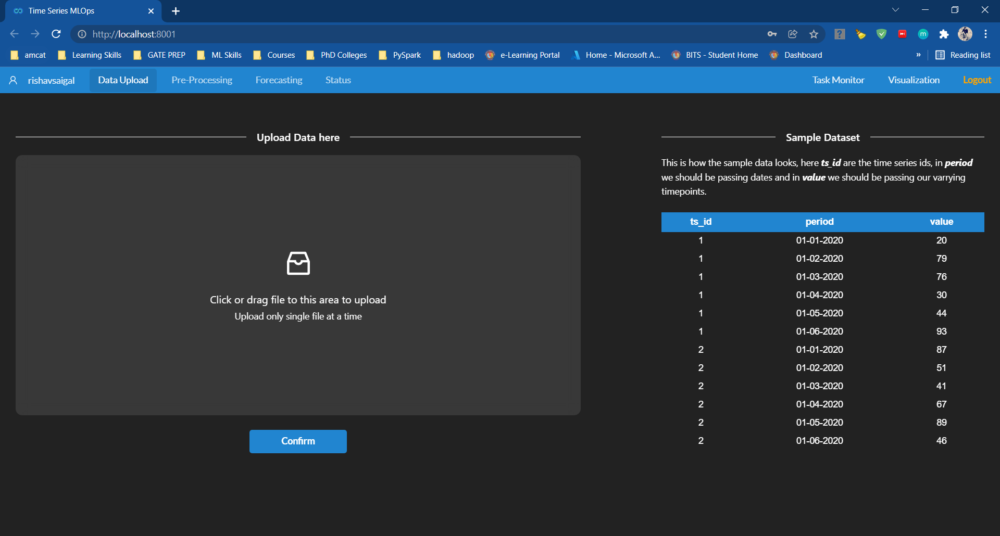 Time Series MLOps
http://localhost:8001
amcat Learning Skills GATE PREP ML Skills Courses PhD Colleges PySpark hadoop e-Learning Portal Home - Microsoft A... BITS - Student Home Dashboard » Reading list
rishavsaigal Data Upload Pre-Processing Forecasting Status Task Monitor Visualization Logout
Upload Data here
Click or drag file to this area to upload
Upload only single file at a time
Confirm
Sample Dataset
This is how the sample data looks, here ts_id are the time series ids, in period
we should be passing dates and in value we should be passing our varrying
timepoints.
ts_id period value
1 01-01-2020 20
1 01-02-2020 79
1 01-03-2020 76
1 01-04-2020 30
1 01-05-2020 44
1 01-06-2020 93
2 01-01-2020 87
2 01-02-2020 51
2 01-03-2020 41
2 01-04-2020 67
2 01-05-2020 89
2 01-06-2020 46